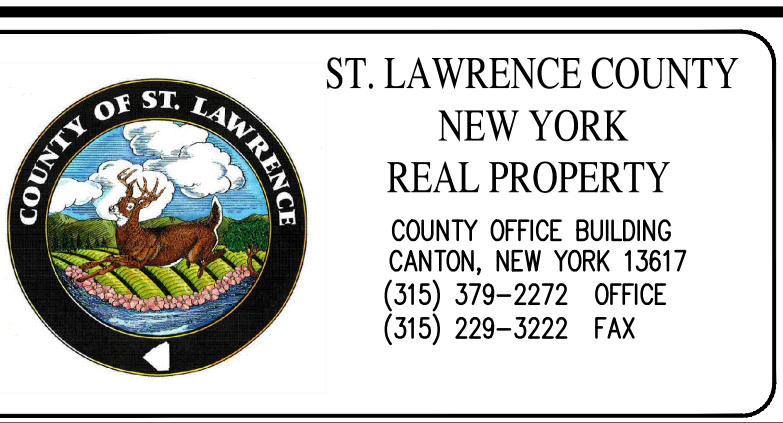 COUNTY OF ST. LAWRENCE
ST. LAWRENCE COUNTY
NEW YORK
REAL PROPERTY
COUNTY OFFICE BUILDING
CANTON, NEW YORK 13617
(315) 379-2272 OFFICE
(315) 229-3222 FAX